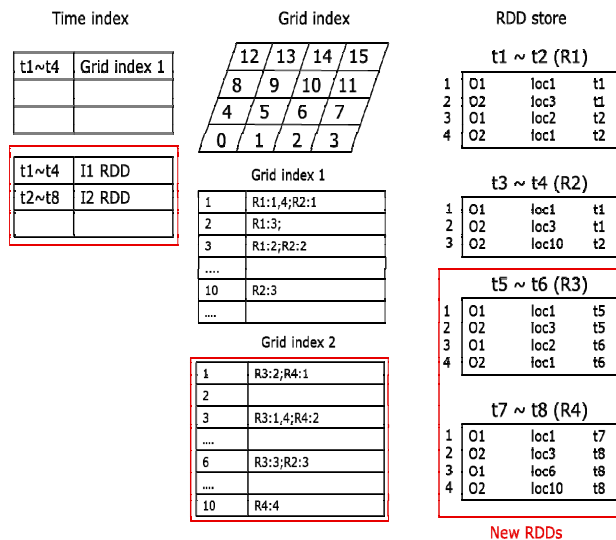 Time index
t1~t4 Grid index 1
t1~t4 I1 RDD
t2~t8 I2 RDD
Grid index
12 13 14 15
8 9 10 11
4 5 6 7
0 1 2 3
Grid index 1
1 R1:1,4;R2:1
2 R1:3;
3 R1:2;R2:2
....
10 R2:3
....
Grid index 2
1 R3:2;R4:1
2
3 R3:1,4;R4:2
....
6 R3:3;R2:3
....
10 R4:4
RDD store
t1 ~ t2 (R1)
1 O1 loc1 t1
2 O2 loc3 t1
3 O1 loc2 t2
4 O2 loc1 t2
t3 ~ t4 (R2)
1 O1 loc1 t1
2 O2 loc3 t1
3 O2 loc10 t2
t5 ~ t6 (R3)
1 O1 loc1 t5
2 O2 loc3 t5
3 O1 loc2 t6
4 O2 loc1 t6
t7 ~ t8 (R4)
1 O1 loc1 t7
2 O2 loc3 t8
3 O1 loc6 t8
4 O2 loc10 t8
New RDDs